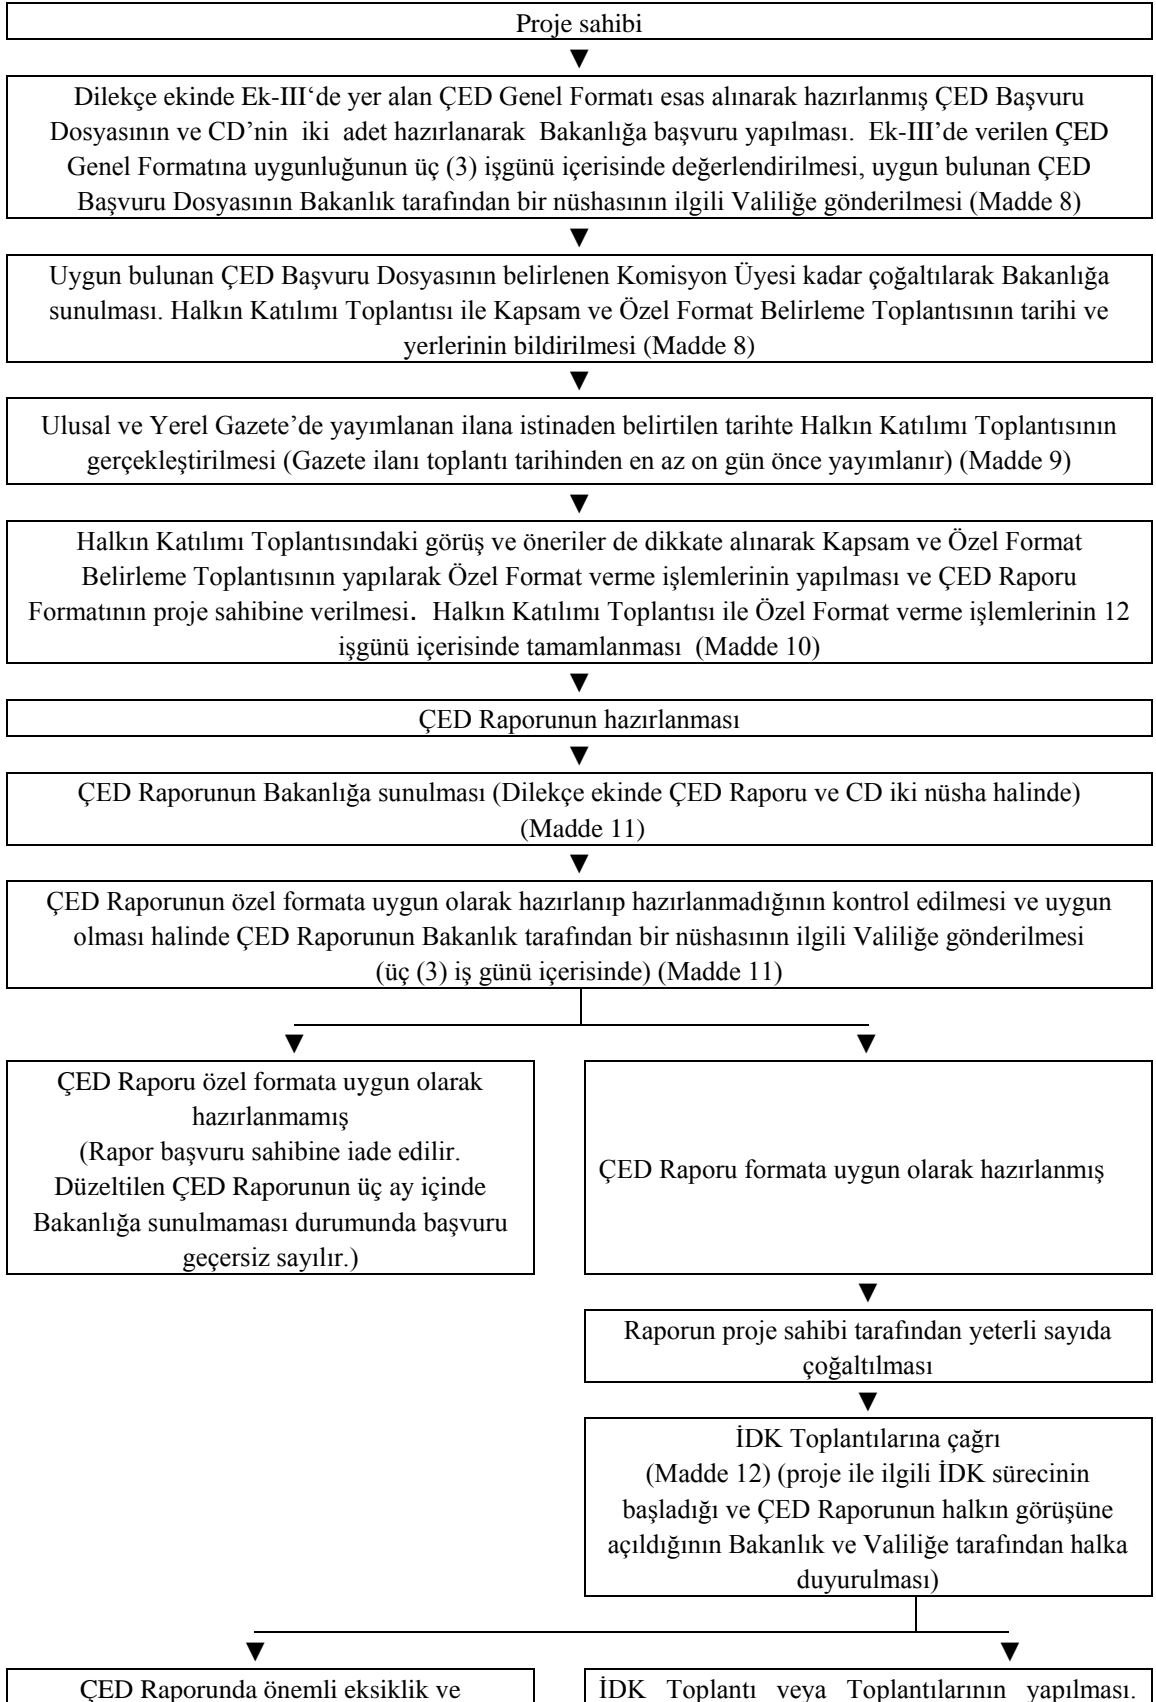 Proje sahibi
▼
Dilekçe ekinde Ek-III‘de yer alan ÇED Genel Formatı esas alınarak hazırlanmış ÇED Başvuru
Dosyasının ve CD’nin iki adet hazırlanarak Bakanlığa başvuru yapılması. Ek-III’de verilen ÇED
Genel Formatına uygunluğunun üç (3) işgünü içerisinde değerlendirilmesi, uygun bulunan ÇED
Başvuru Dosyasının Bakanlık tarafından bir nüshasının ilgili Valiliğe gönderilmesi (Madde 8)
▼
Uygun bulunan ÇED Başvuru Dosyasının belirlenen Komisyon Üyesi kadar çoğaltılarak Bakanlığa
sunulması. Halkın Katılımı Toplantısı ile Kapsam ve Özel Format Belirleme Toplantısının tarihi ve
yerlerinin bildirilmesi (Madde 8)
▼
Ulusal ve Yerel Gazete’de yayımlanan ilana istinaden belirtilen tarihte Halkın Katılımı Toplantısının
gerçekleştirilmesi (Gazete ilanı toplantı tarihinden en az on gün önce yayımlanır) (Madde 9)
▼
Halkın Katılımı Toplantısındaki görüş ve öneriler de dikkate alınarak Kapsam ve Özel Format
Belirleme Toplantısının yapılarak Özel Format verme işlemlerinin yapılması ve ÇED Raporu
Formatının proje sahibine verilmesi. Halkın Katılımı Toplantısı ile Özel Format verme işlemlerinin 12
işgünü içerisinde tamamlanması (Madde 10)
▼
ÇED Raporunun hazırlanması
▼
ÇED Raporunun Bakanlığa sunulması (Dilekçe ekinde ÇED Raporu ve CD iki nüsha halinde)
(Madde 11)
▼
ÇED Raporunun özel formata uygun olarak hazırlanıp hazırlanmadığının kontrol edilmesi ve uygun
olması halinde ÇED Raporunun Bakanlık tarafından bir nüshasının ilgili Valiliğe gönderilmesi
(üç (3) iş günü içerisinde) (Madde 11)
▼ ▼
ÇED Raporu özel formata uygun olarak
hazırlanmamış
(Rapor başvuru sahibine iade edilir.
Düzeltilen ÇED Raporunun üç ay içinde
Bakanlığa sunulmaması durumunda başvuru
geçersiz sayılır.)
ÇED Raporu formata uygun olarak hazırlanmış
▼
Raporun proje sahibi tarafından yeterli sayıda
çoğaltılması
▼
İDK Toplantılarına çağrı
(Madde 12) (proje ile ilgili İDK sürecinin
başladığı ve ÇED Raporunun halkın görüşüne
açıldığının Bakanlık ve Valiliğe tarafından halka
duyurulması)
▼ ▼
ÇED Raporunda önemli eksiklik ve
İDK Toplantı veya Toplantılarının yapılması.